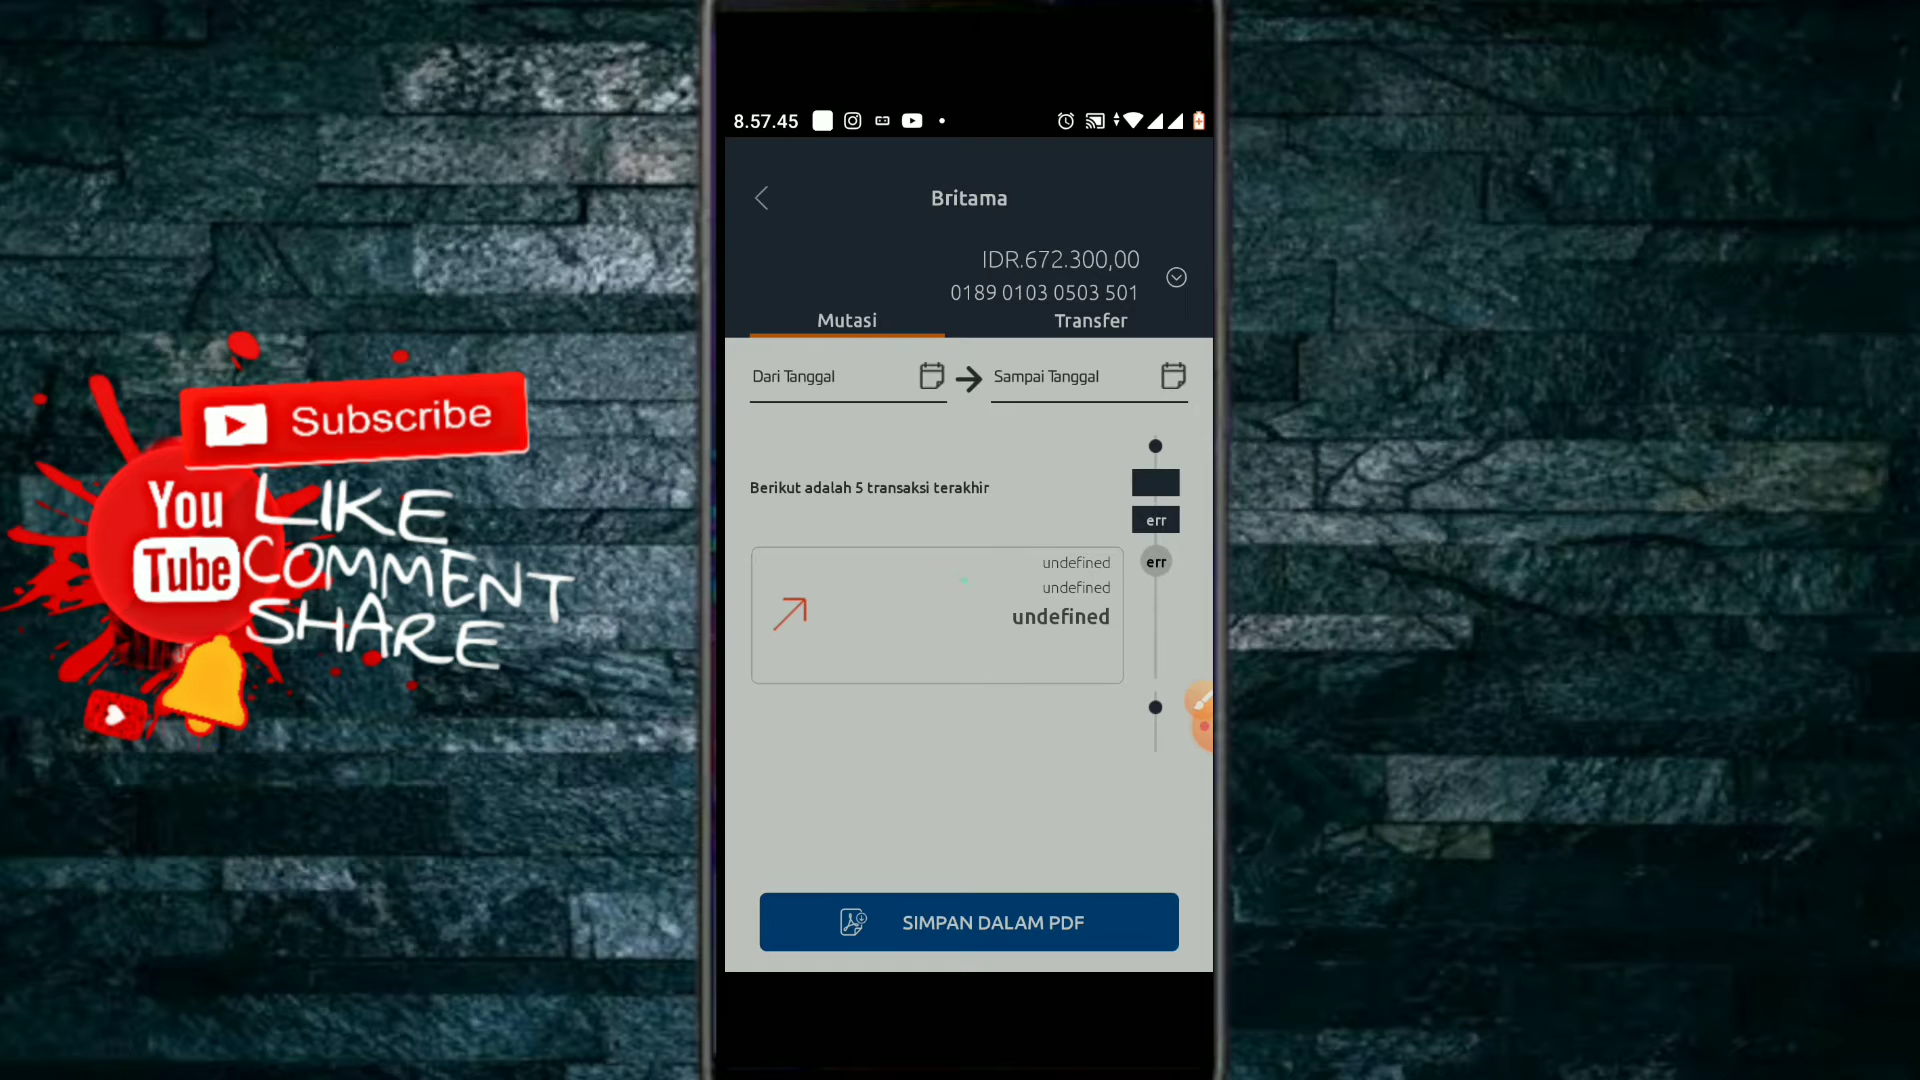 Subscribe
You
Tube
LIKE
COMMENT
SHARE
8.57.45
Britama
IDR.672.300,00
0189 0103 0503 501
Mutasi
Transfer
Dari Tanggal
Sampai Tanggal
Berikut adalah 5 transaksi terakhir
err
err
undefined
undefined
undefined
SIMPAN DALAM PDF